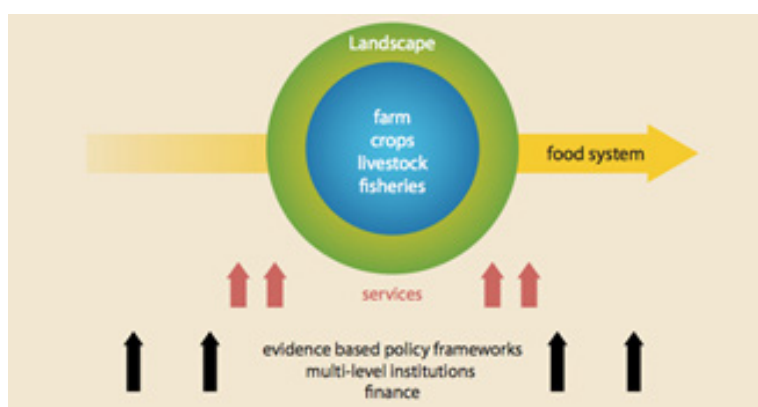 Landscape
farm
crops
livestock
fisheries
food system
services
evidence based policy frameworks
multi-level institutions
finance